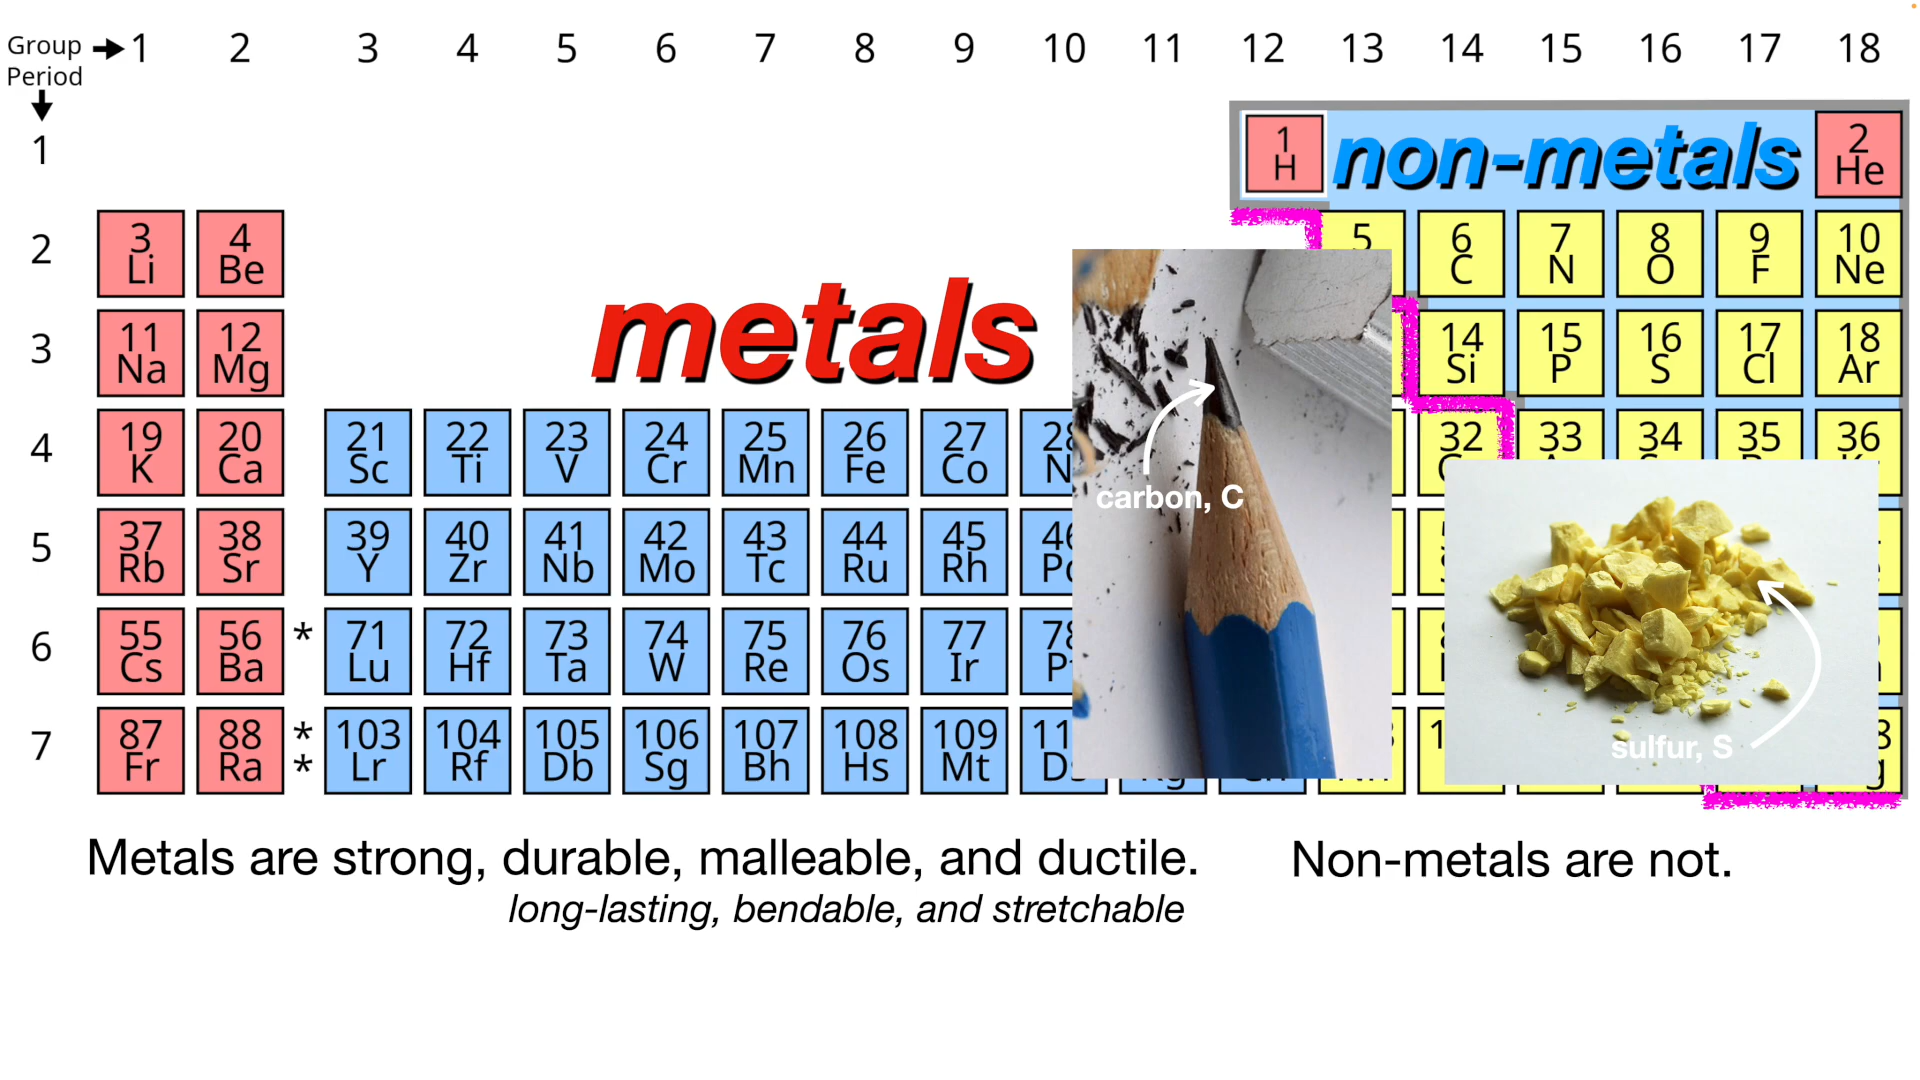 Group
Period
1 2 3 4 5 6 7 8 9 10 11 12 13 14 15 16 17 18
1
1
H
non-metals
2
He
2
3
Li
4
Be
5
6
C
7
N
8
O
9
F
10
Ne
metals
3
11
Na
12
Mg
14
Si
15
P
16
S
17
Cl
18
Ar
4
19
K
20
Ca
21
Sc
22
Ti
23
V
24
Cr
25
Mn
26
Fe
27
Co
32
33
34
35
36
carbon, C
5
37
Rb
38
Sr
39
Y
40
Zr
41
Nb
42
Mo
43
Tc
44
Ru
45
Rh
6
55
Cs
56
Ba
*
71
Lu
72
Hf
73
Ta
74
W
75
Re
76
Os
77
Ir
7
87
Fr
88
Ra
*
*
103
Lr
104
Rf
105
Db
106
Sg
107
Bh
108
Hs
109
Mt
sulfur, S
Metals are strong, durable, malleable, and ductile.
long-lasting, bendable, and stretchable
Non-metals are not.